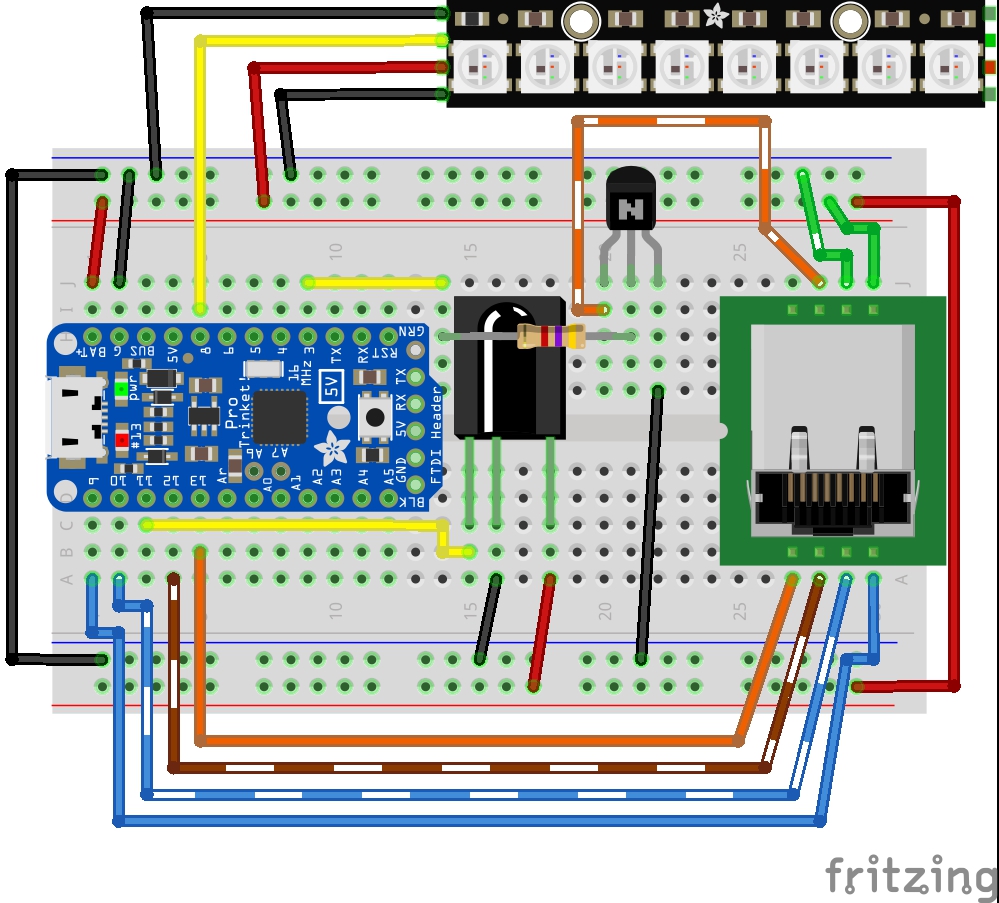 N
10
15
25
J
J
I
H
BAT+ G BUS 5V 8 6 5 4 3 TX RX RST GRN
16 MHz
5V
TX
RX
5V
GND
FTDI Header
pwr
#13
Pro
Trinket
A7 A6
9 10 11 12 13 Ar A0 A1 A2 A3 A4 A5 BLK
D
C
B
A
A
10
15
20
25
fritzing